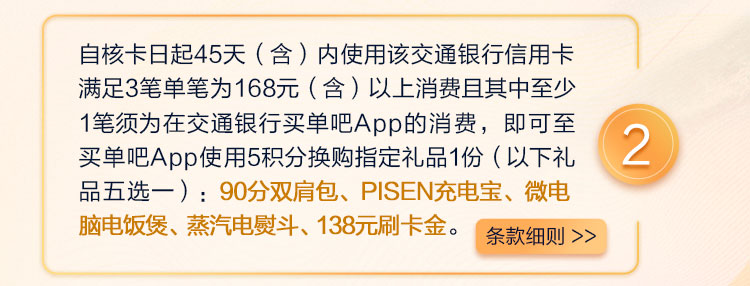 自核卡日起45天（含）内使用该交通银行信用卡
满足3笔单笔为168元（含）以上消费且其中至少
1笔须为在交通银行买单吧App的消费，即可至
买单吧App使用5积分换购指定礼品1份（以下礼
品五选一）：90分双肩包、PISEN充电宝、微电
脑电饭煲、蒸汽电熨斗、138元刷卡金。
条款细则 >>
2